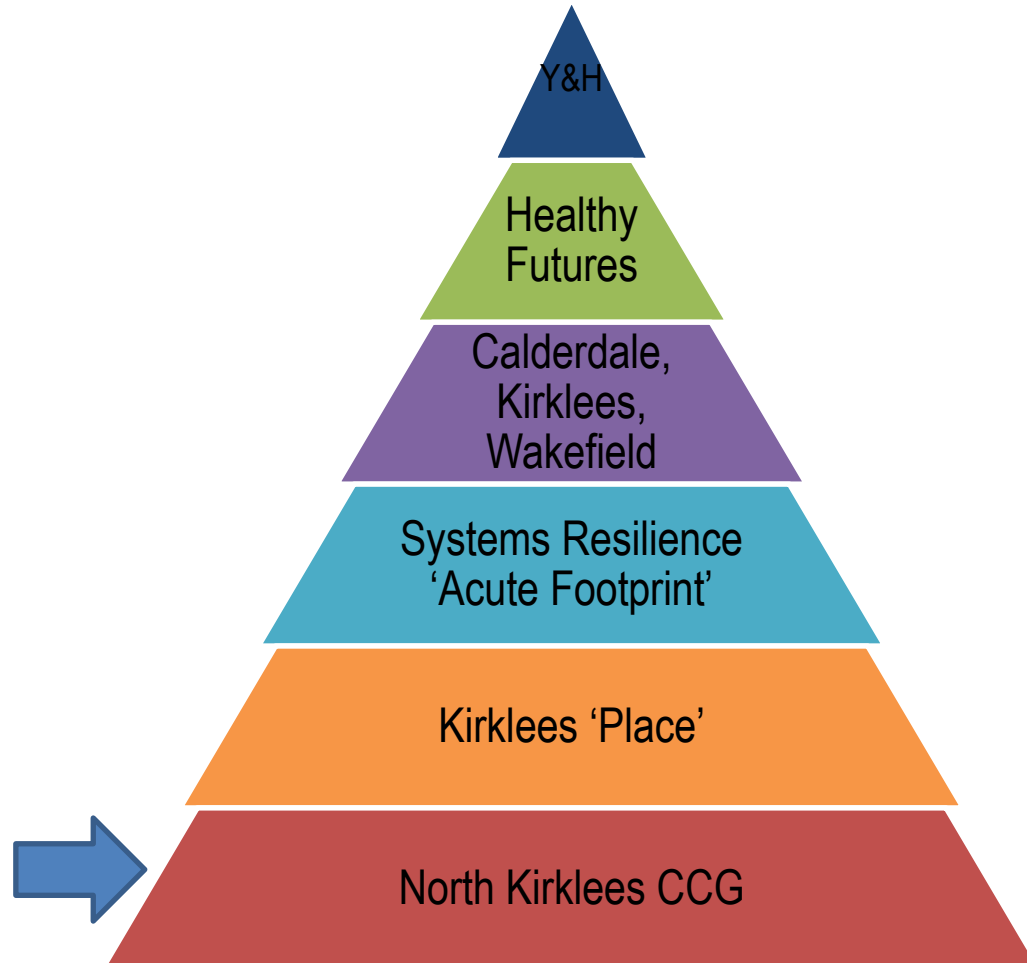 Y&H
Healthy
Futures
Calderdale,
Kirklees,
Wakefield
Systems Resilience
‘Acute Footprint’
Kirklees ‘Place’
North Kirklees CCG